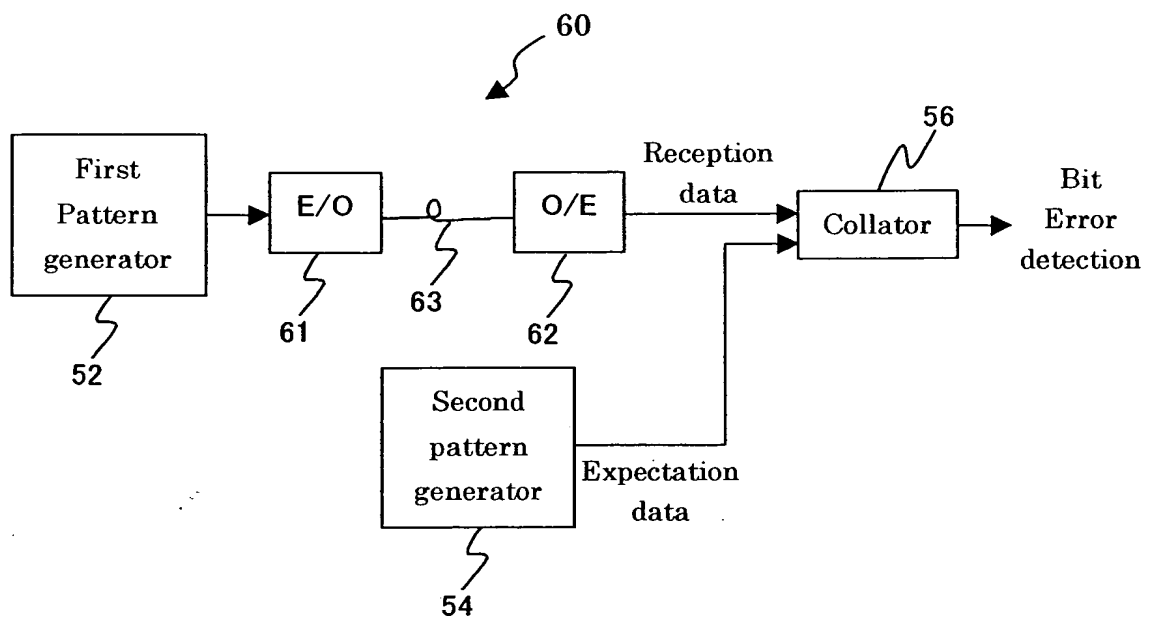 60
First
Pattern
generator
52
E/O
61
63
O/E
62
Reception
data
56
Collator
Bit
Error
detection
Second
pattern
generator
54
Expectation
data